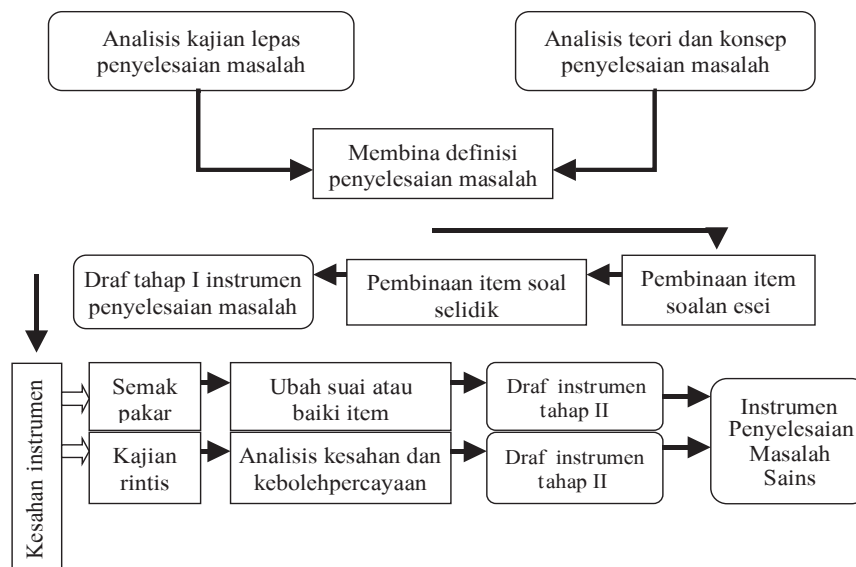 Analisis kajian lepas
penyelesaian masalah
Analisis teori dan konsep
penyelesaian masalah
Membina definisi
penyelesaian masalah
Draf tahap I instrumen
penyelesaian masalah
Pembinaan item soal
selidik
Pembinaan item
soalan esei
Kesahan instrumen
Semak
pakar
Ubah suai atau
baiki item
Draf instrumen
tahap II
Kajian
rintis
Analisis kesahan dan
kebolehpercayaan
Draf instrumen
tahap II
Instrumen
Penyelesaian
Masalah
Sains